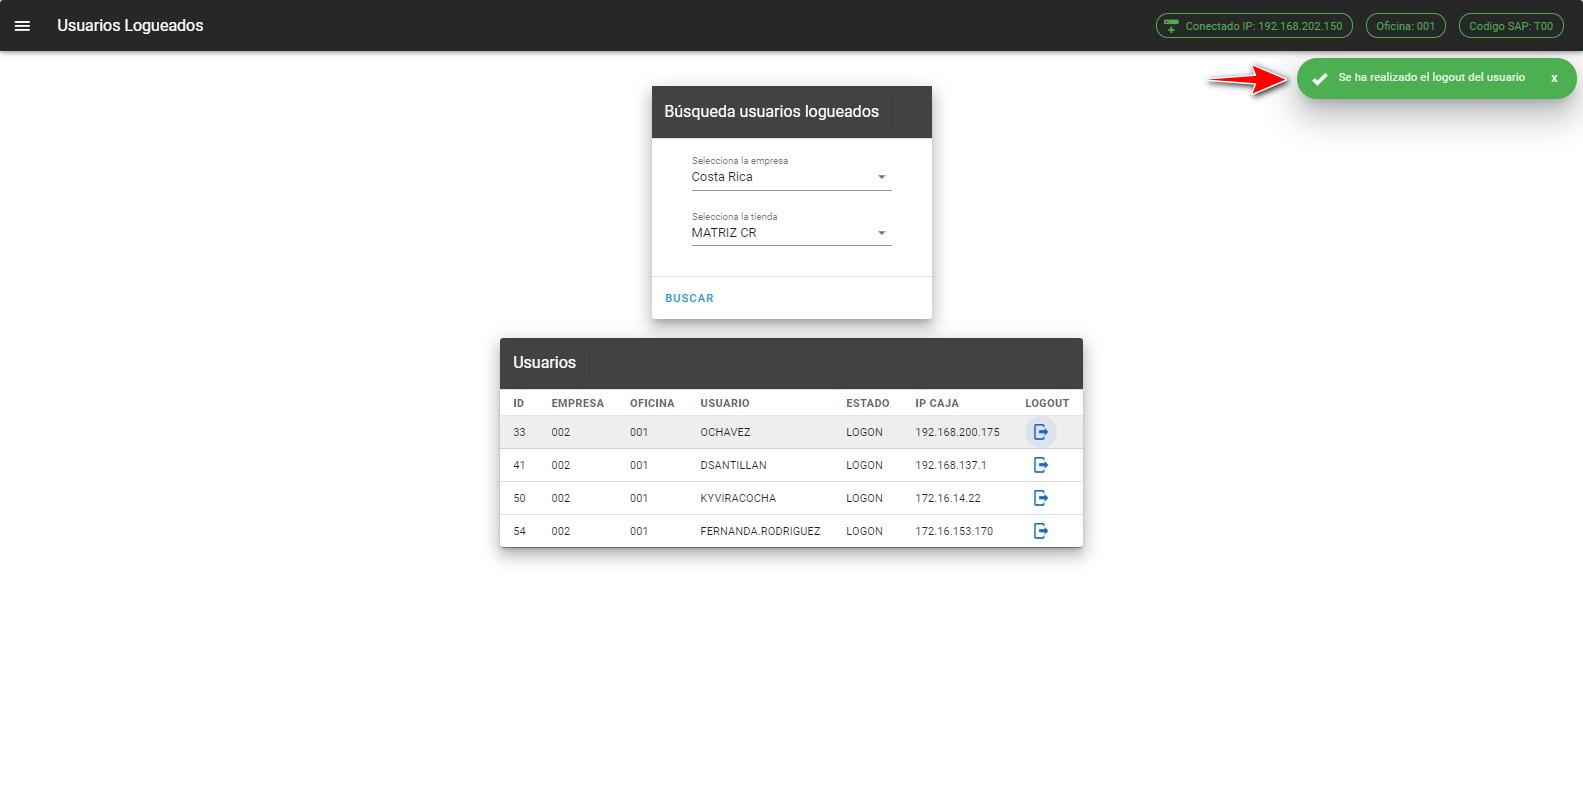 Usuarios Logueados
Conectado IP: 192.168.202.150
Oficina: 001
Codigo SAP: T00
Se ha realizado el logout del usuario x
Búsqueda usuarios logueados
Selecciona la empresa
Costa Rica
Selecciona la tienda
MATRIZ CR
BUSCAR
Usuarios
ID EMPRESA OFICINA USUARIO ESTADO IP CAJA LOGOUT
33 002 001 OCHAVEZ LOGON 192.168.200.175
41 002 001 DSANTILLAN LOGON 192.168.137.1
50 002 001 KYVIRACOCHA LOGON 172.16.14.22
54 002 001 FERNANDA.RODRIGUEZ LOGON 172.16.153.170